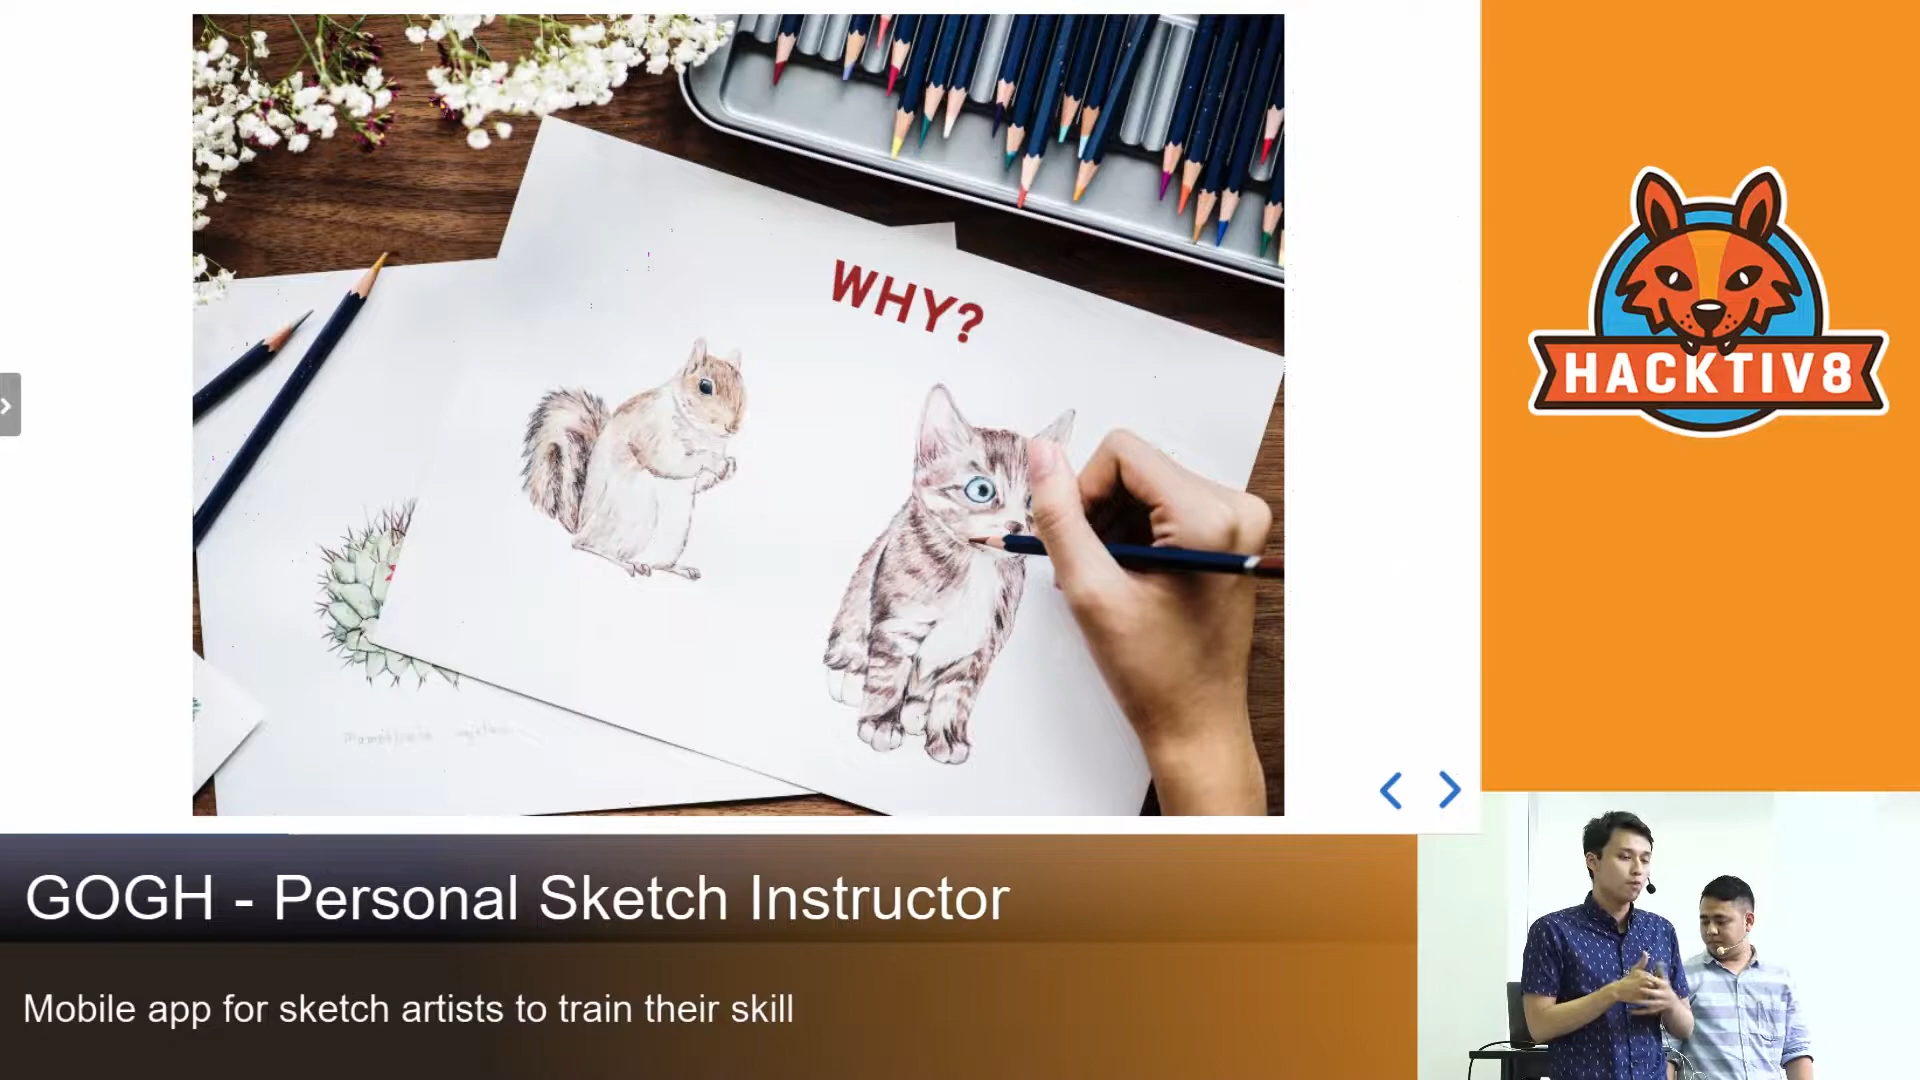 WHY?
HACKTIV8
GOGH - Personal Sketch Instructor
Mobile app for sketch artists to train their skill